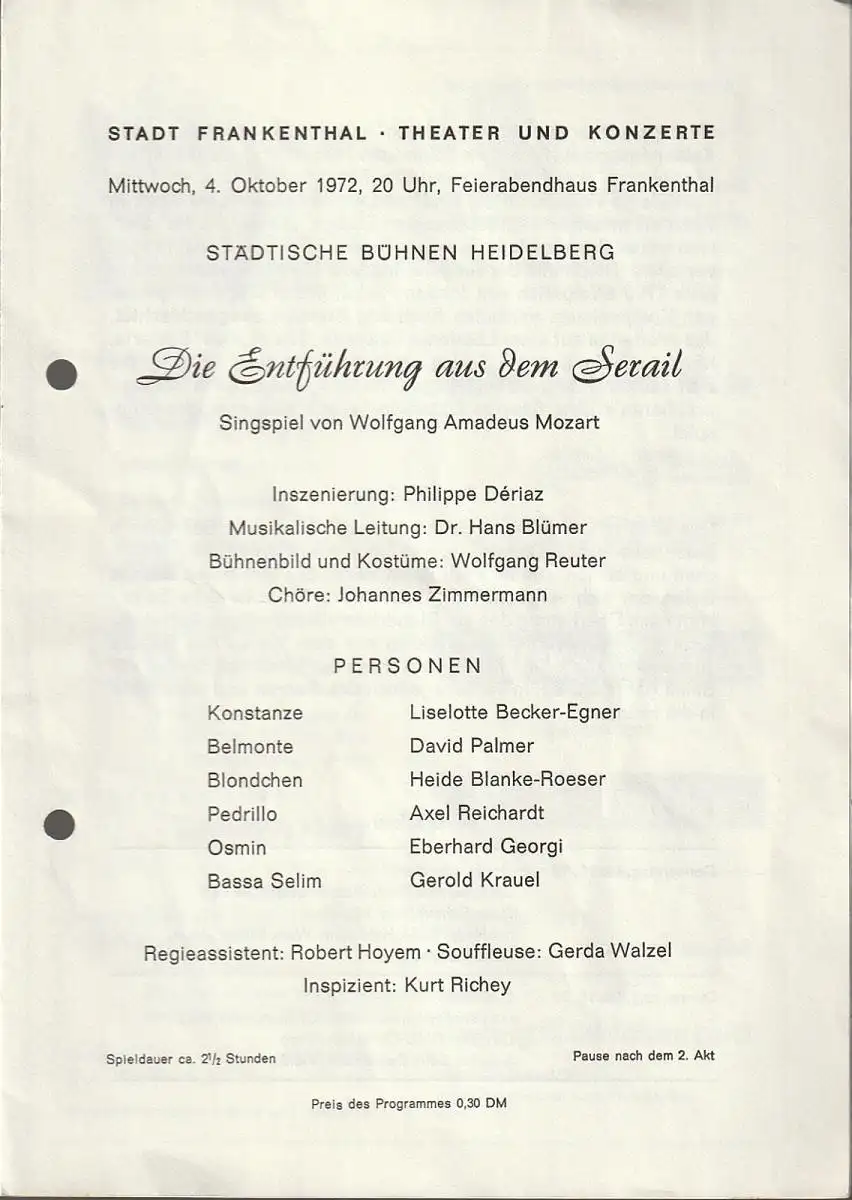 STADT FRANKENTHAL · THEATER UND KONZERTE
Mittwoch, 4. Oktober 1972, 20 Uhr, Feierabendhaus Frankenthal
STÄDTISCHE BÜHNEN HEIDELBERG
Die Entführung aus dem Serail
Singspiel von Wolfgang Amadeus Mozart
Inszenierung: Philippe Dériaz
Musikalische Leitung: Dr. Hans Blümer
Bühnenbild und Kostüme: Wolfgang Reuter
Chöre: Johannes Zimmermann
PERSONEN
Konstanze Liselotte Becker-Egner
Belmonte David Palmer
Blondchen Heide Blanke-Roeser
Pedrillo Axel Reichardt
Osmin Eberhard Georgi
Bassa Selim Gerold Krauel
Regieassistent: Robert Hoyem · Souffleuse: Gerda Walzel
Inspizient: Kurt Richey
Spieldauer ca. 2½ Stunden Pause nach dem 2. Akt
Preis des Programmes 0,30 DM